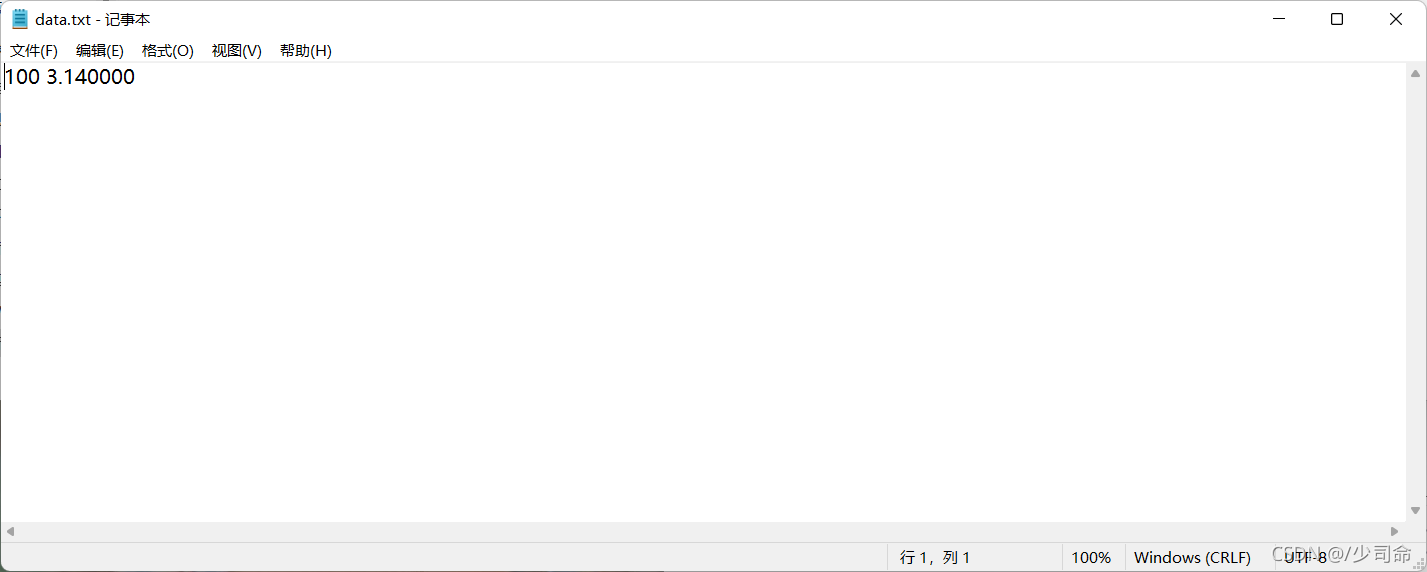 data.txt - 记事本
文件(F) 编辑(E) 格式(O) 视图(V) 帮助(H)
100 3.140000
行 1，列 1 100% Windows (CRLF) UTF-8
CSDN @/少司命